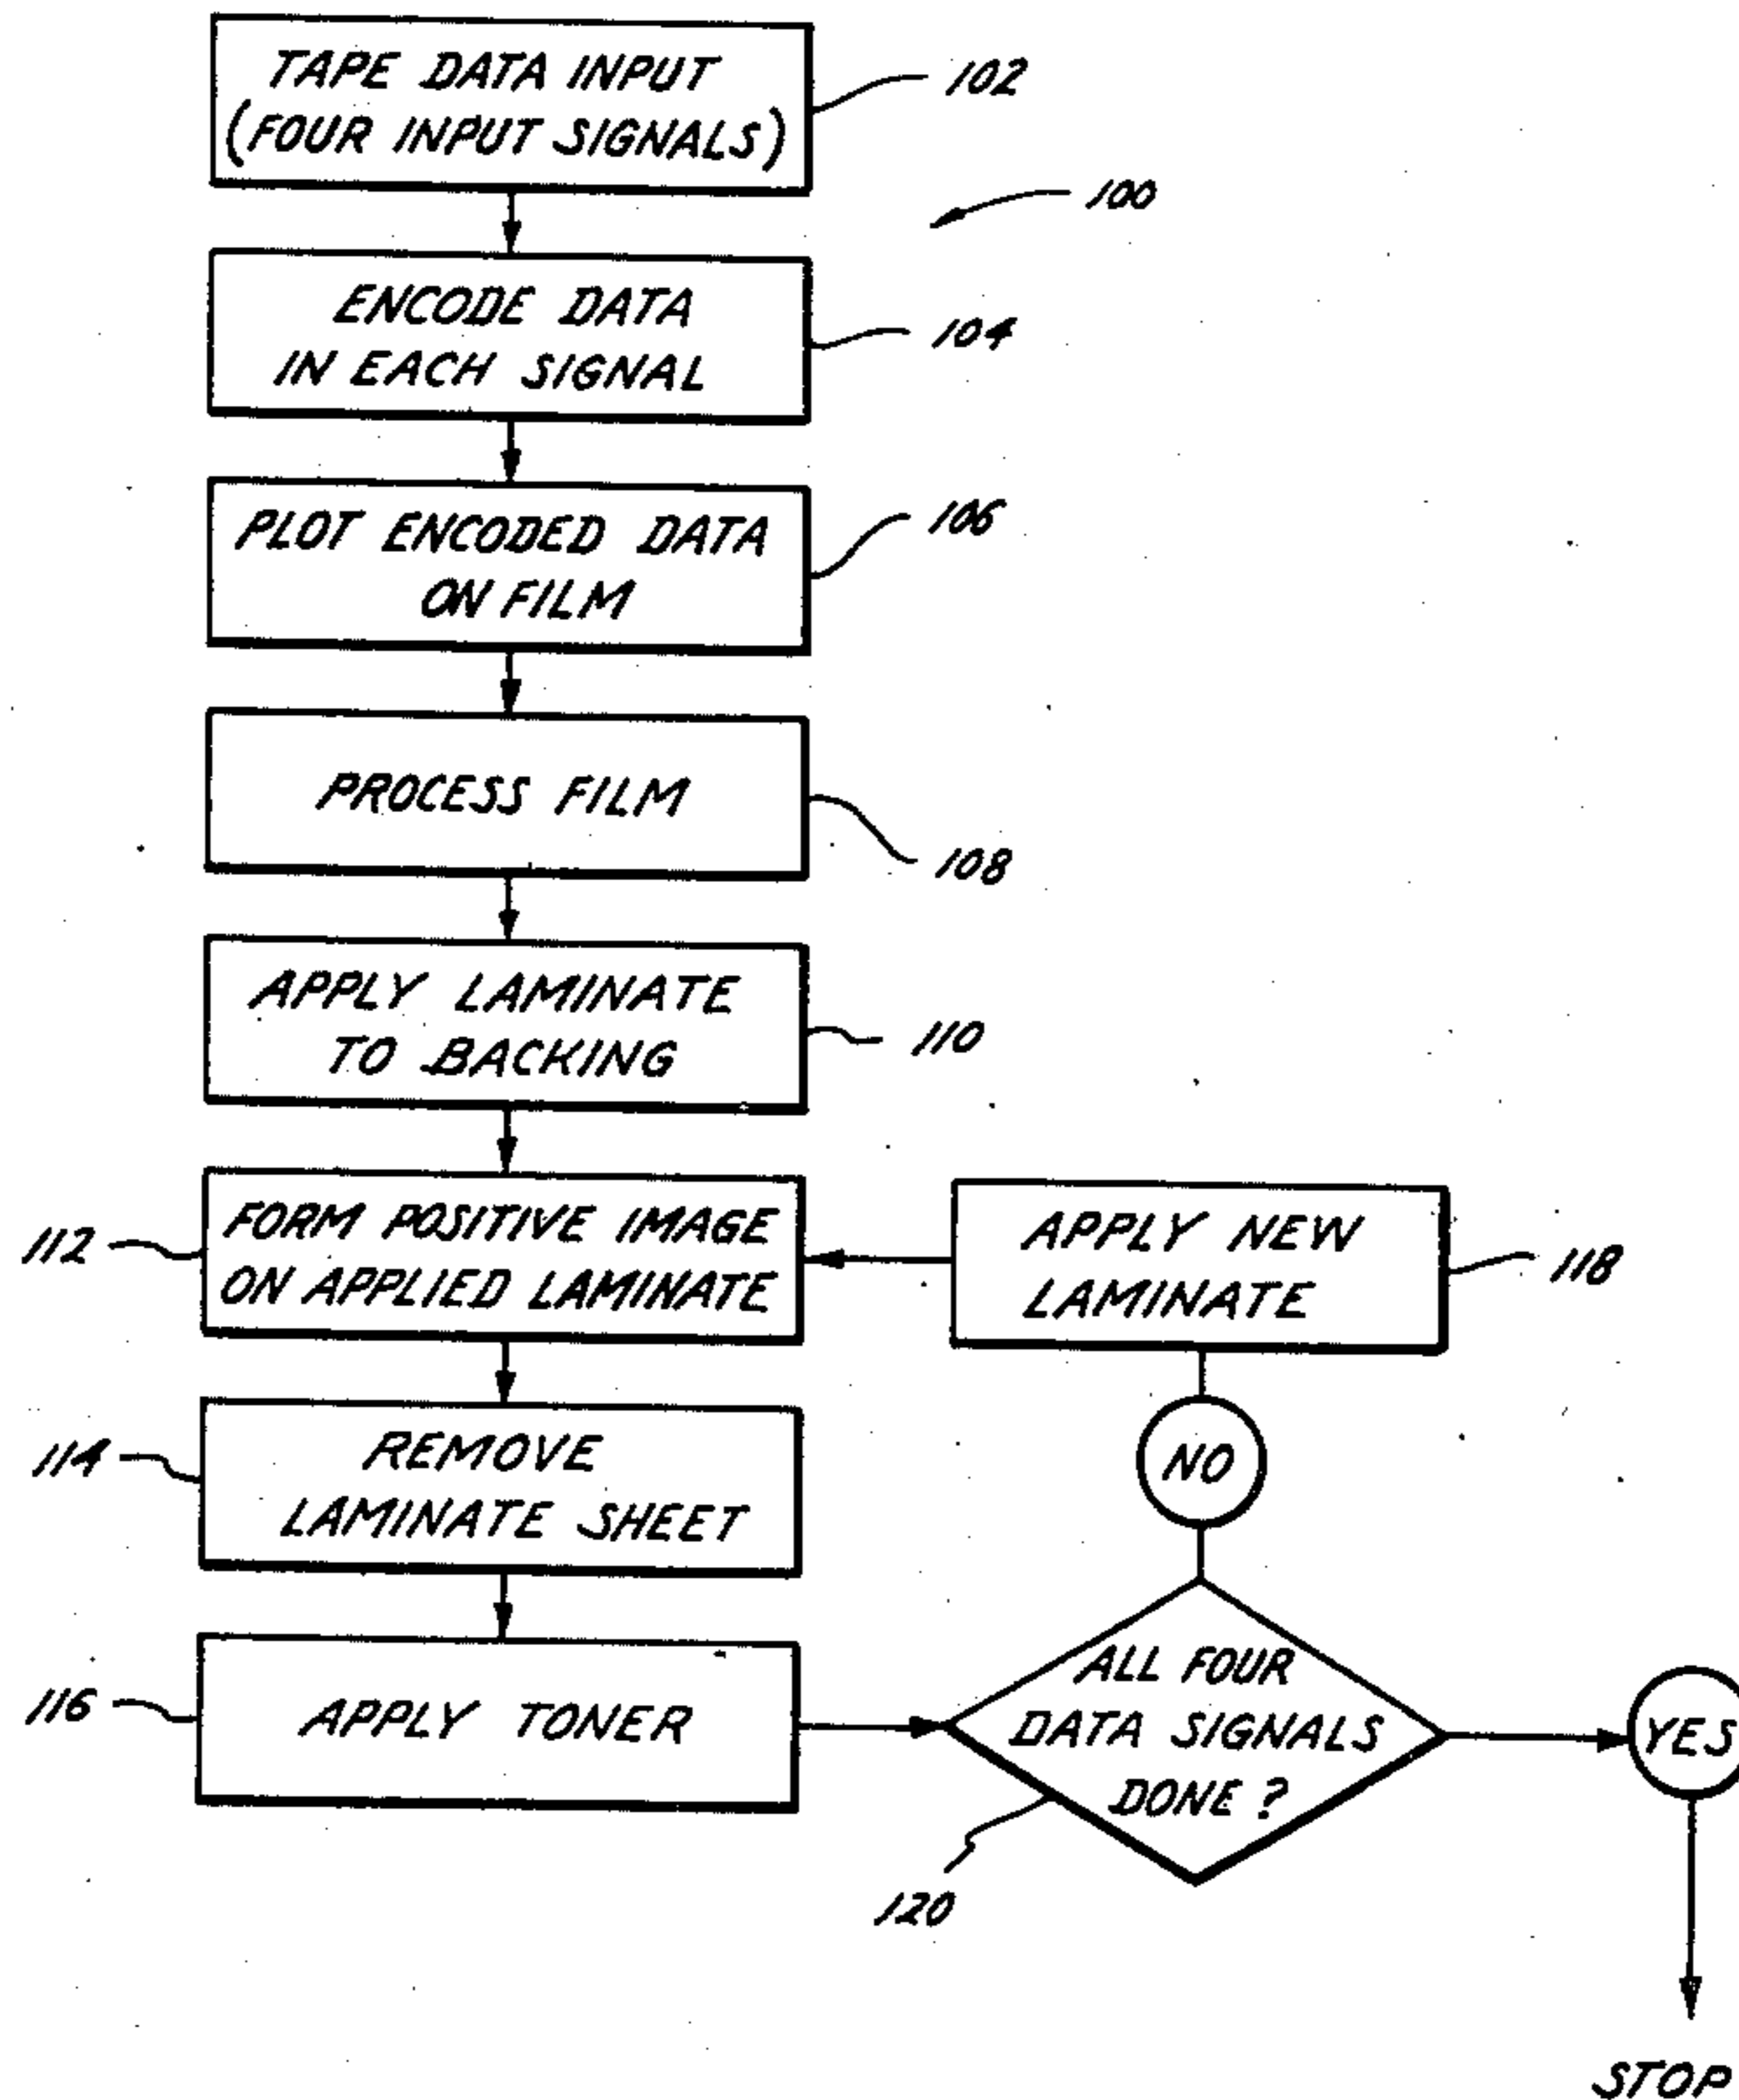 TAPE DATA INPUT
(FOUR INPUT SIGNALS)
102
100
ENCODE DATA
IN EACH SIGNAL
104
PLOT ENCODED DATA
ON FILM
106
PROCESS FILM
108
APPLY LAMINATE
TO BACKING
110
FORM POSITIVE IMAGE
ON APPLIED LAMINATE
112
APPLY NEW
LAMINATE
118
REMOVE
LAMINATE SHEET
114
NO
APPLY TONER
116
ALL FOUR
DATA SIGNALS
DONE?
120
YES
STOP